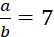 a/b = 7